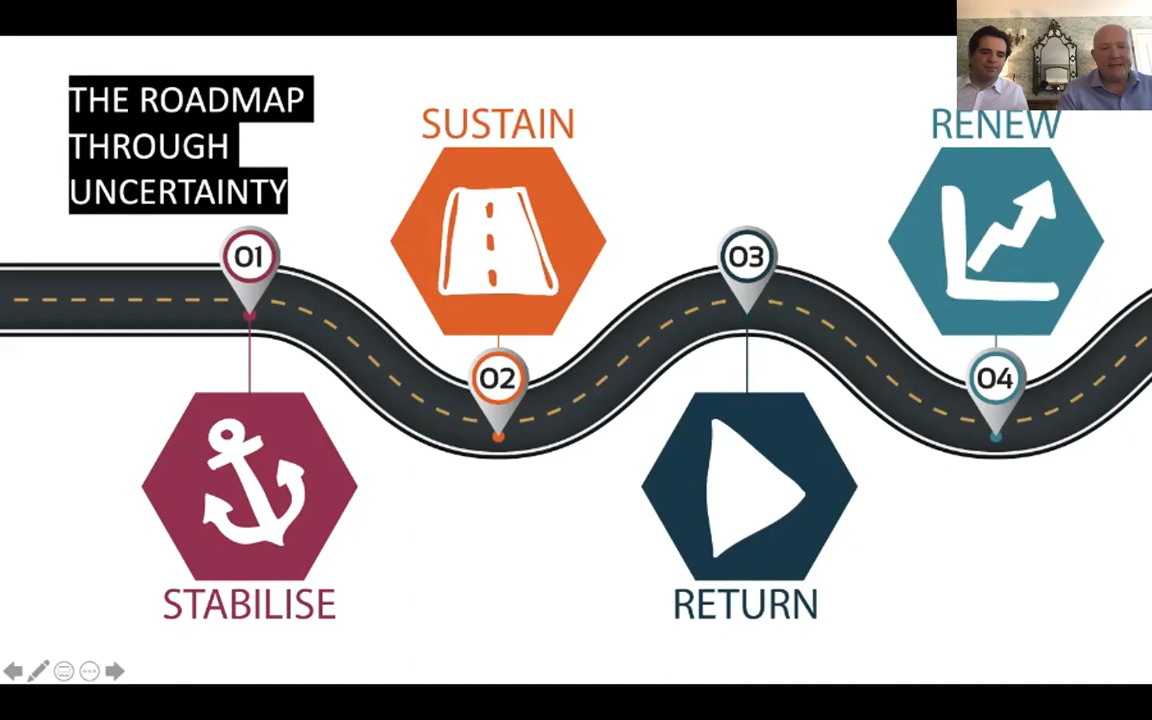 THE ROADMAP
THROUGH
UNCERTAINTY
SUSTAIN
RENEW
01
03
02
04
STABILISE
RETURN